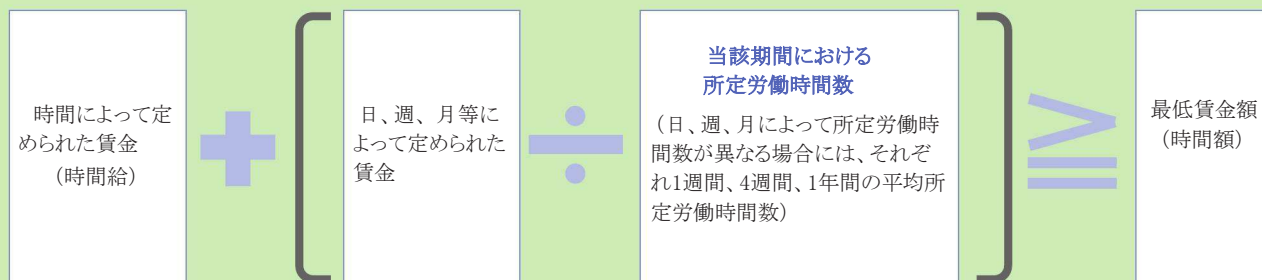 時間によって定
められた賃金
（時間給）
日、週、 月等に
よって定められた
賃金
当該期間における
所定労働時間数
（日、週、月によって所定労働時
間数が異なる場合には、それぞ
れ1週間、4週間、1年間の平均所
定労働時間数）
最低賃金額
（時間額）